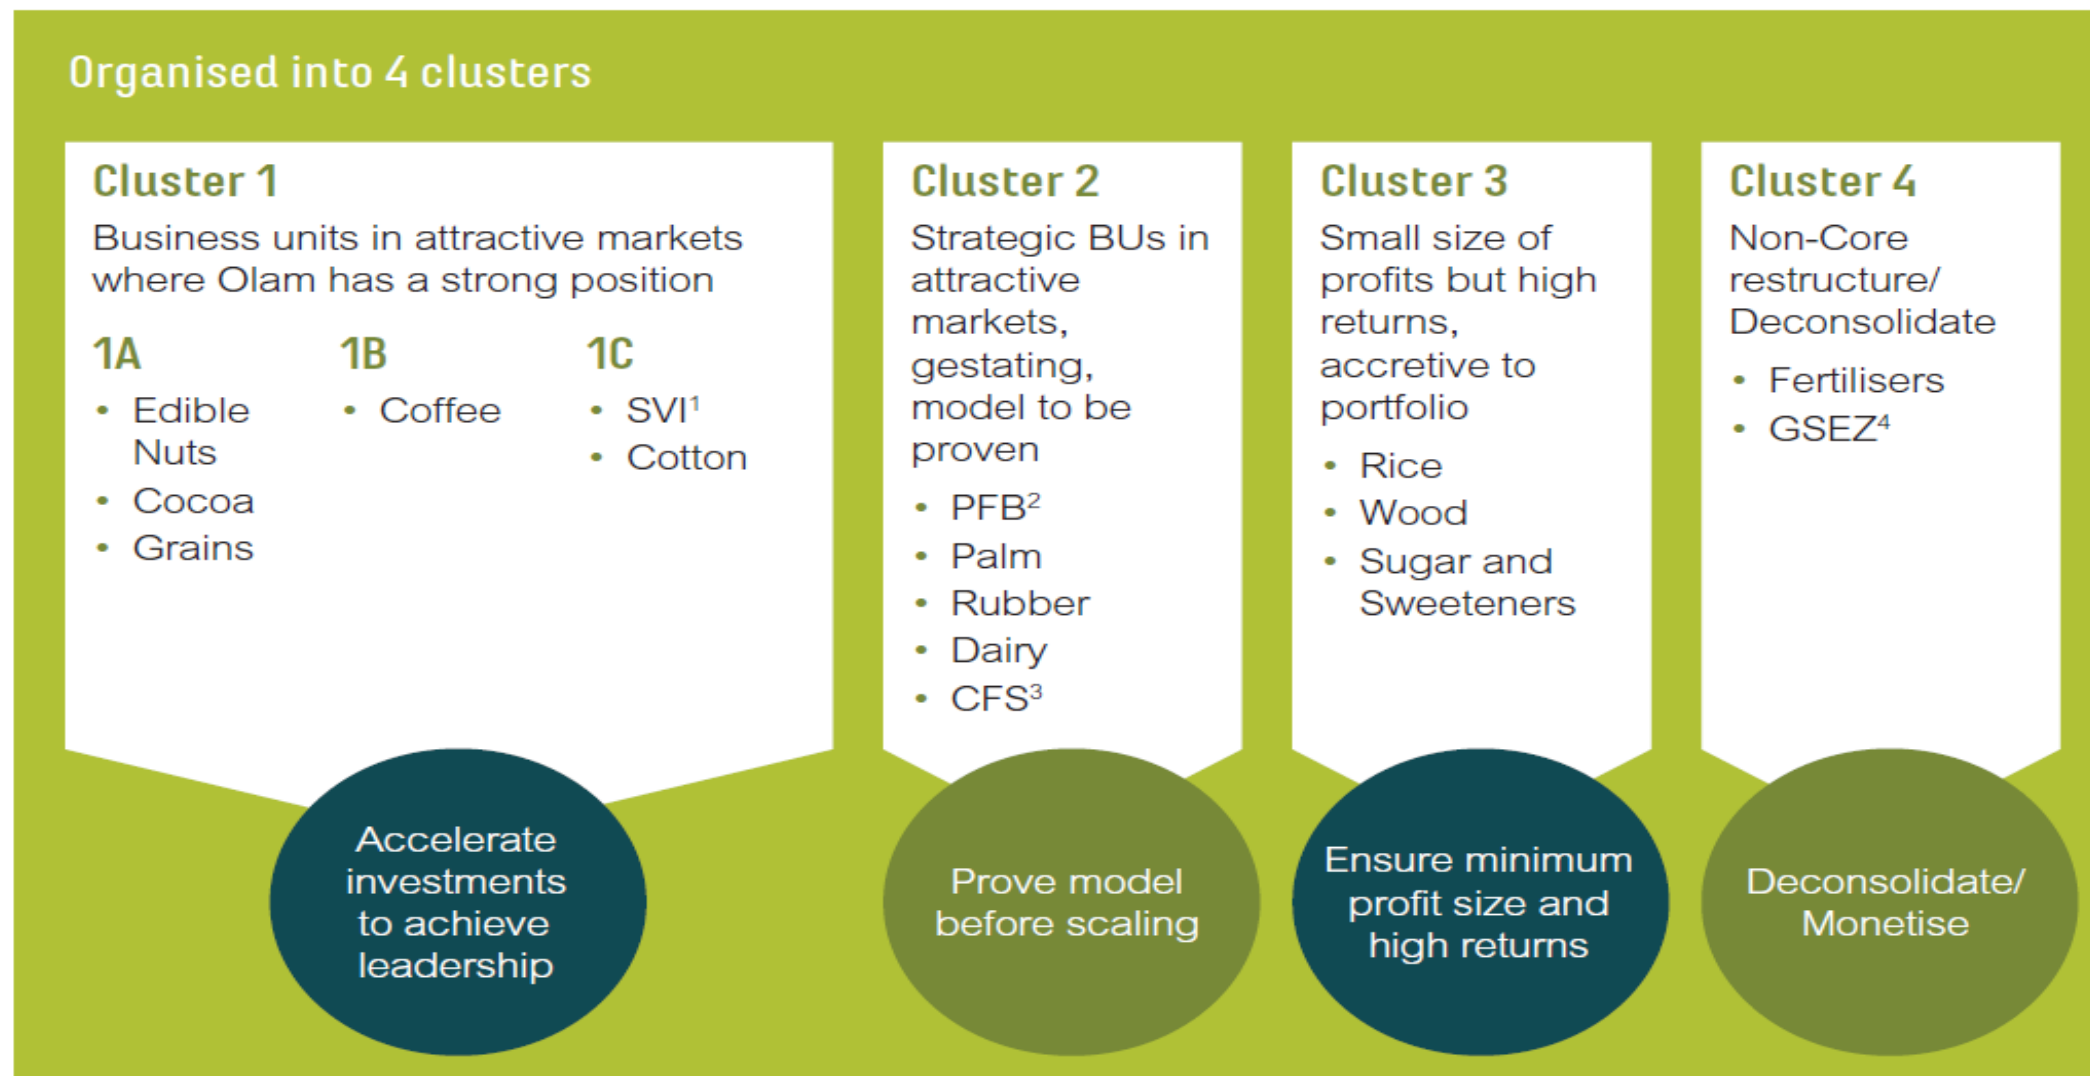 Organised into 4 clusters
Cluster 1
Business units in attractive markets
where Olam has a strong position
1A
• Edible
Nuts
• Cocoa
• Grains
1B
• Coffee
1C
• SVI¹
• Cotton
Accelerate
investments
to achieve
leadership
Cluster 2
Strategic BUs in
attractive
markets,
gestating,
model to be
proven
• PFB²
• Palm
• Rubber
• Dairy
• CFS³
Prove model
before scaling
Cluster 3
Small size of
profits but high
returns,
accretive to
portfolio
• Rice
• Wood
• Sugar and
Sweeteners
Ensure minimum
profit size and
high returns
Cluster 4
Non-Core
restructure/
Deconsolidate
• Fertilisers
• GSEZ⁴
Deconsolidate/
Monetise